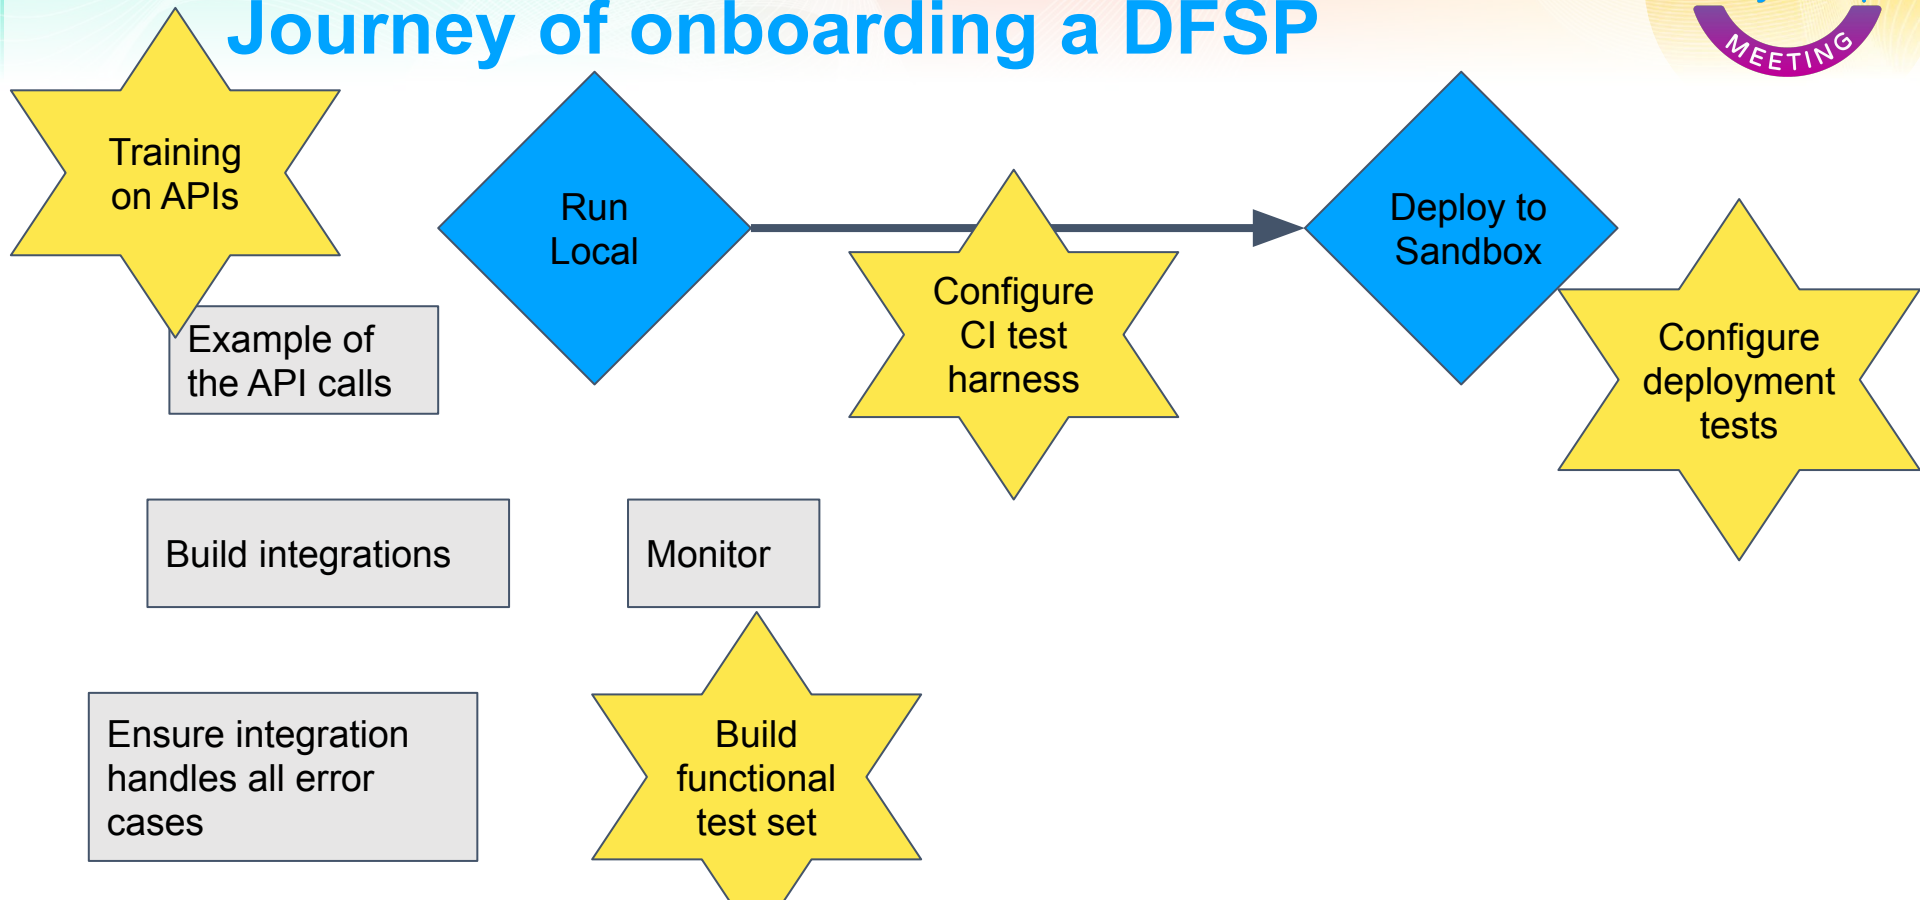 Journey of onboarding a DFSP
MEETING
Training
on APIs
Run
Local
Deploy to
Sandbox
Configure
CI test
harness
Configure
deployment
tests
Example of
the API calls
Build integrations
Monitor
Ensure integration
handles all error
cases
Build
functional
test set